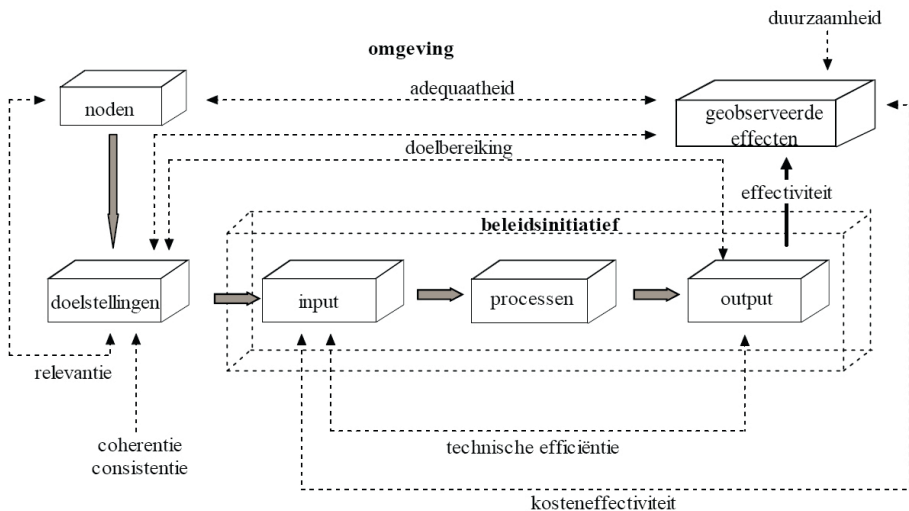 duurzaamheid
omgeving
noden
adequaatheid
geobserveerde
effecten
doelbereiking
effectiviteit
beleidsinitiatief
doelstellingen
input
processen
output
relevantie
coherentie
consistentie
technische efficiëntie
kosteneffectiviteit